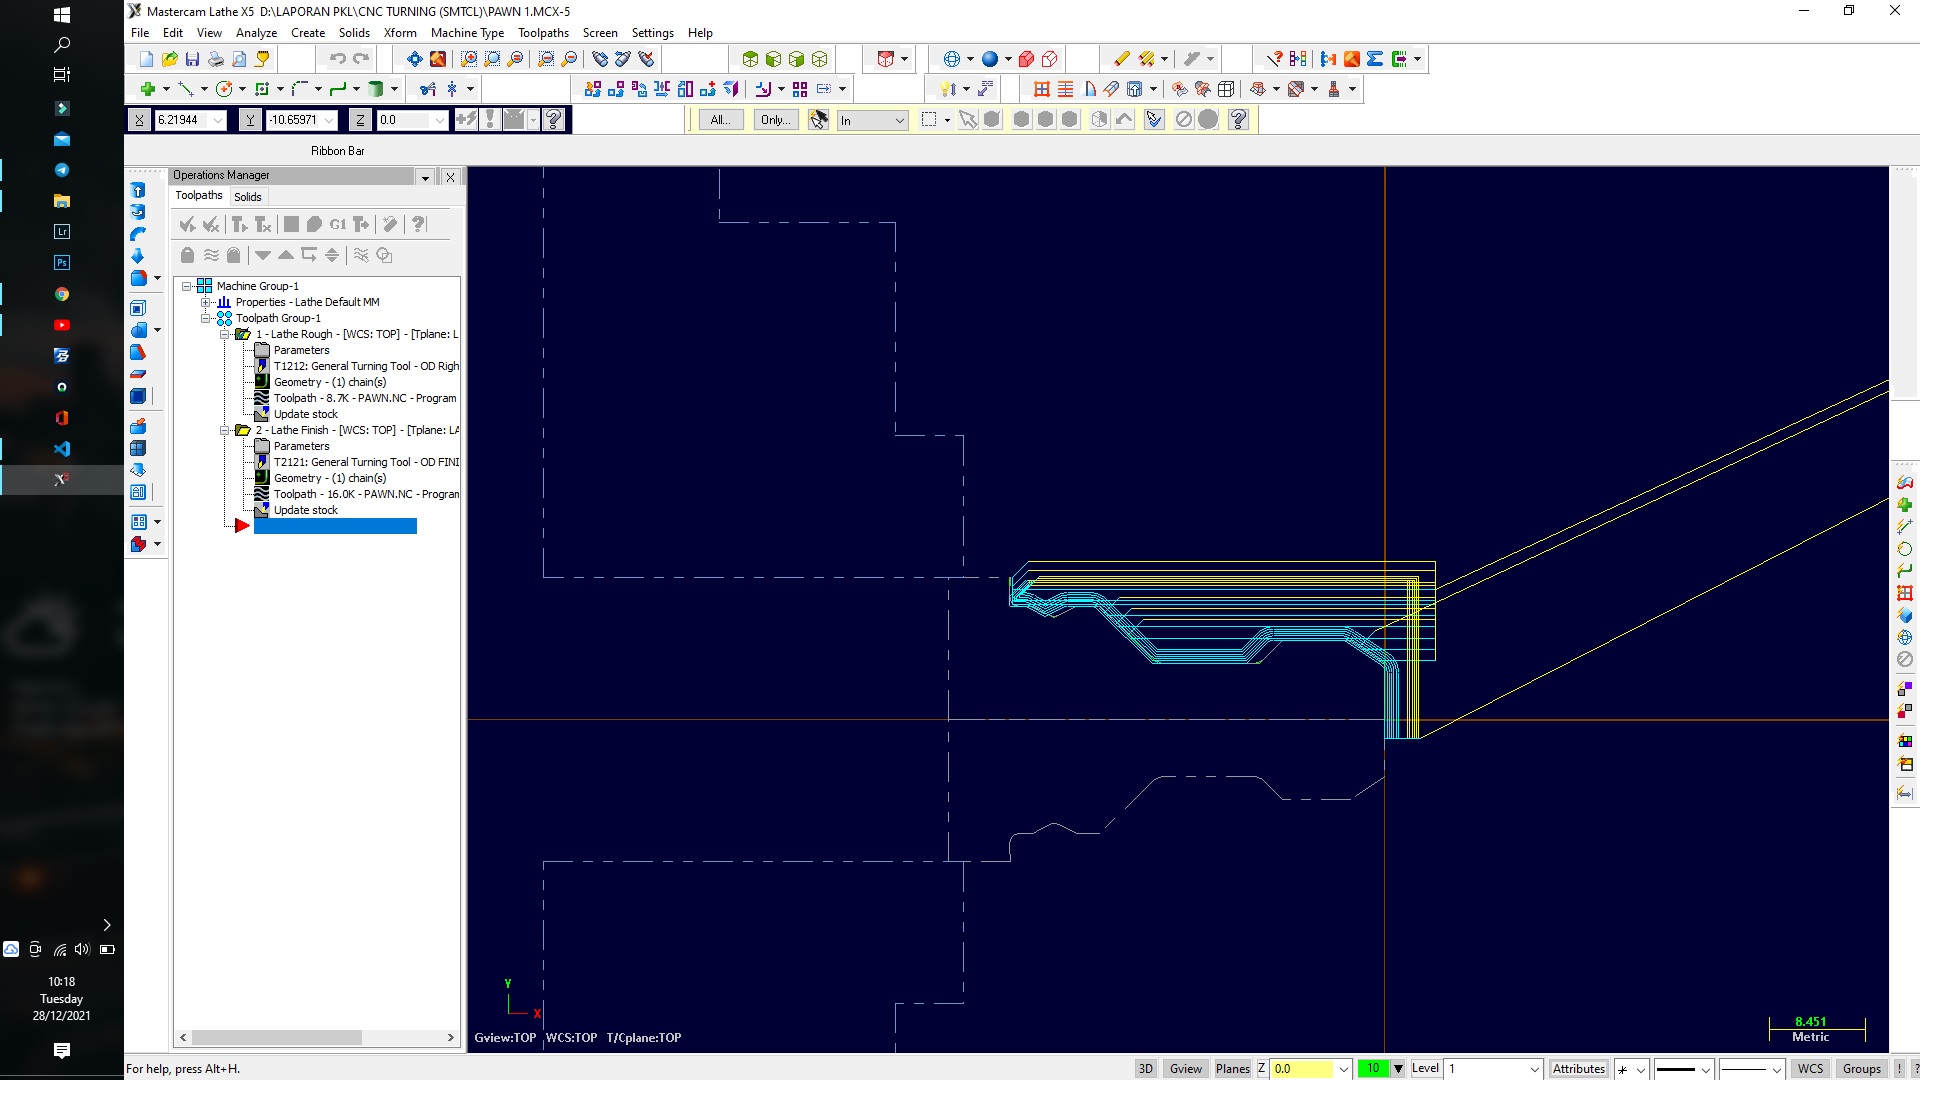 Mastercam Lathe X5 D:\LAPORAN PKL\CNC TURNING (SMTCL)\PAWN 1.MCX-5
File Edit View Analyze Create Solids Xform Machine Type Toolpaths Screen Settings Help
X 6.21944 Y -10.65971 Z 0.0 All... Only... In
Ribbon Bar
Operations Manager
Toolpaths Solids
G1
Machine Group-1
Properties - Lathe Default MM
Toolpath Group-1
1 - Lathe Rough - [WCS: TOP] - [Tplane: L
Parameters
T1212: General Turning Tool - OD Righ
Geometry - (1) chain(s)
Toolpath - 8.7K - PAWN.NC - Program
Update stock
2 - Lathe Finish - [WCS: TOP] - [Tplane: LA
Parameters
T2121: General Turning Tool - OD FINI
Geometry - (1) chain(s)
Toolpath - 16.0K - PAWN.NC - Progran
Update stock
Lr
Ps
10:18
Tuesday
28/12/2021
Y
X
Gview:TOP WCS:TOP T/Cplane:TOP
8.451
Metric
For help, press Alt+H.
3D Gview Planes Z 0.0 10 Level 1 Attributes WCS Groups ! ?